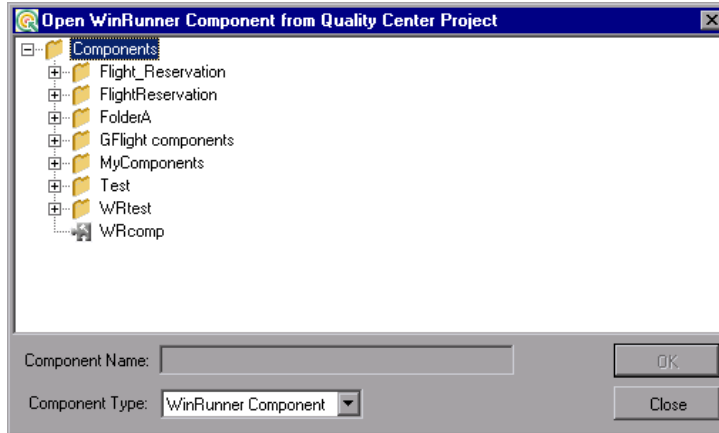 Open WinRunner Component from Quality Center Project
Components
Flight_Reservation
FlightReservation
FolderA
GFlight components
MyComponents
Test
WRtest
WRcomp
Component Name: OK
Component Type: WinRunner Component Close